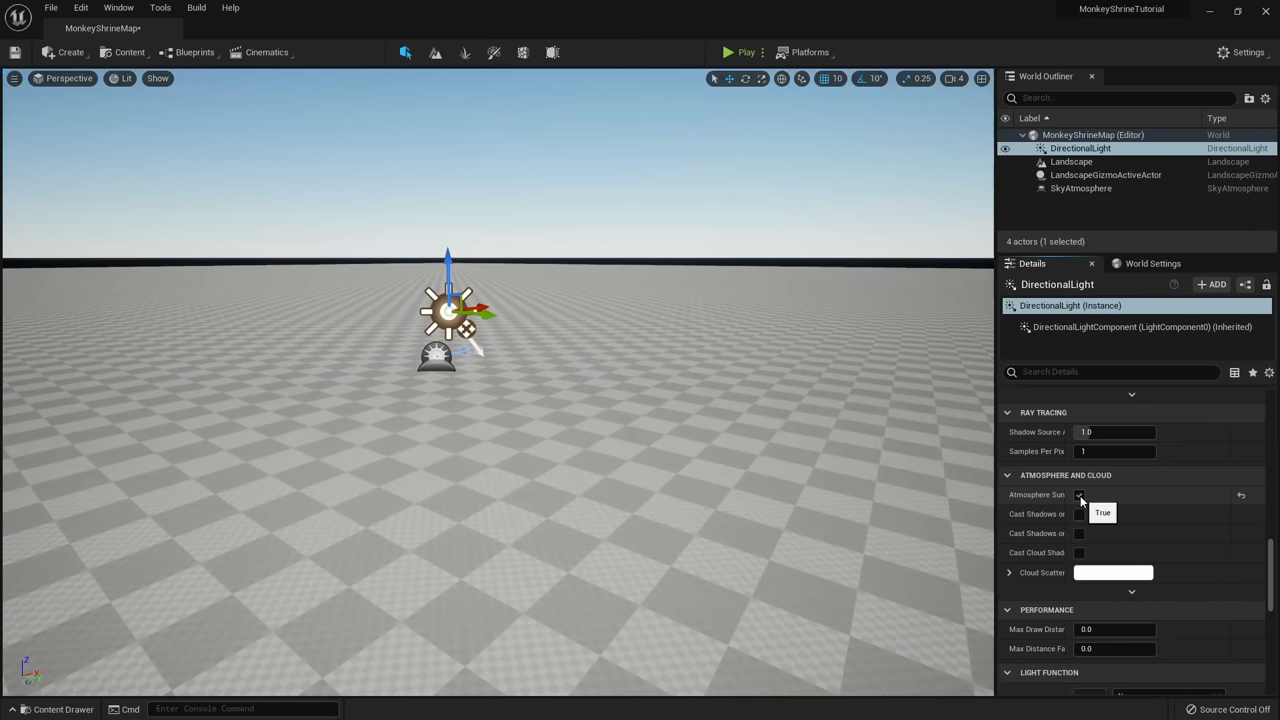 File Edit Window Tools Build Help
MonkeyShrineTutorial
MonkeyShrineMap*
Create Content Blueprints Cinematics Play Platforms Settings
World Outliner
Perspective Lit Show 10 10° 0.25 4
Search...
Label Type
MonkeyShrineMap (Editor) World
DirectionalLight DirectionalLight
Landscape Landscape
LandscapeGizmoActiveActor LandscapeGizmoA
SkyAtmosphere SkyAtmosphere
4 actors (1 selected)
Details World Settings
DirectionalLight ADD
DirectionalLight (Instance)
DirectionalLightComponent (LightComponent0) (Inherited)
Search Details
RAY TRACING
Shadow Source A 1.0
Samples Per Pix 1
ATMOSPHERE AND CLOUD
Atmosphere Sun
True
Cast Shadows or
Cast Shadows or
Cast Cloud Shad
Cloud Scatter
PERFORMANCE
Max Draw Distar 0.0
Max Distance Fa 0.0
LIGHT FUNCTION
Z
X
Content Drawer Cmd Enter Console Command Source Control Off